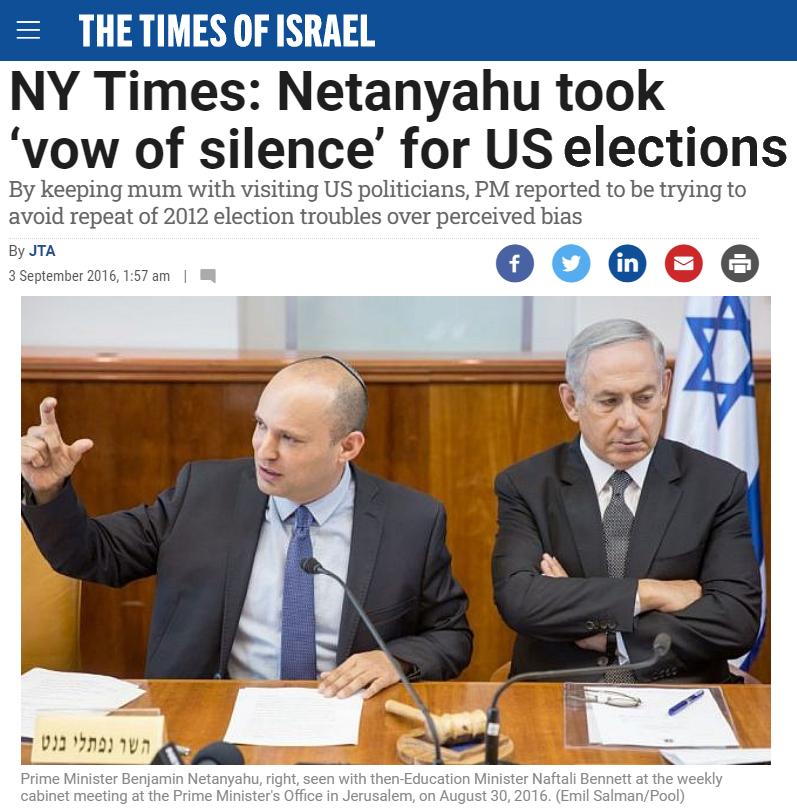 THE TIMES OF ISRAEL
NY Times: Netanyahu took
‘vow of silence’ for US elections
By keeping mum with visiting US politicians, PM reported to be trying to
avoid repeat of 2012 election troubles over perceived bias
By JTA
3 September 2016, 1:57 am |
השר נפתלי בנט
Prime Minister Benjamin Netanyahu, right, seen with then-Education Minister Naftali Bennett at the weekly
cabinet meeting at the Prime Minister's Office in Jerusalem, on August 30, 2016. (Emil Salman/Pool)